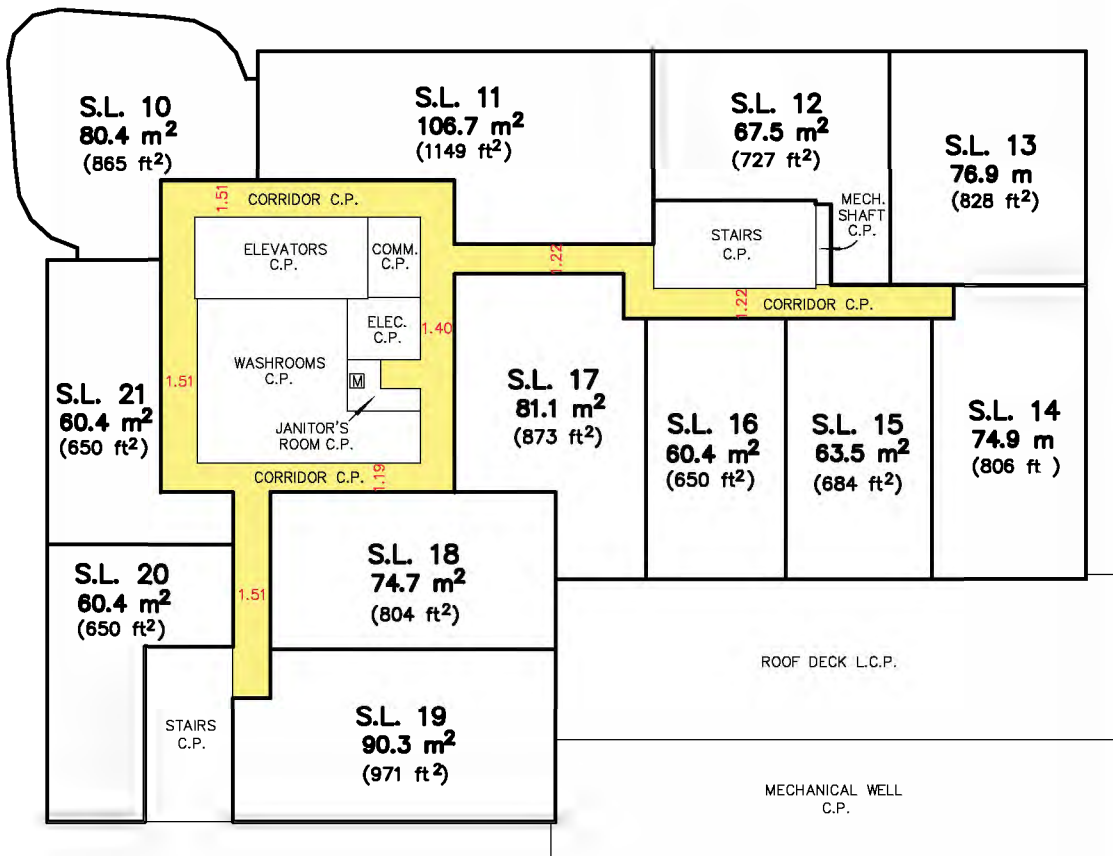 S.L. 10
80.4 m²
(865 ft²)
S.L. 11
106.7 m²
(1149 ft²)
S.L. 12
67.5 m²
(727 ft²)
S.L. 13
76.9 m
(828 ft²)
MECH.
SHAFT
C.P.
1.51
CORRIDOR C.P.
ELEVATORS
C.P.
COMM.
C.P.
1.22
STAIRS
C.P.
1.22
CORRIDOR C.P.
ELEC.
C.P.
1.40
WASHROOMS
C.P.
M
JANITOR'S
ROOM C.P.
1.51
CORRIDOR C.P.
1.19
S.L. 21
60.4 m²
(650 ft²)
S.L. 17
81.1 m²
(873 ft²)
S.L. 16
60.4 m²
(650 ft²)
S.L. 15
63.5 m²
(684 ft²)
S.L. 14
74.9 m
(806 ft )
S.L. 20
60.4 m²
(650 ft²)
1.51
S.L. 18
74.7 m²
(804 ft²)
STAIRS
C.P.
S.L. 19
90.3 m²
(971 ft²)
ROOF DECK L.C.P.
MECHANICAL WELL
C.P.